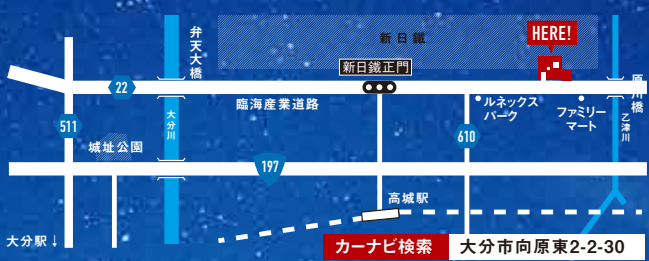 新日鐵
HERE!
弁天大橋
新日鐵正門
原川橋
22
臨海産業道路
ルネックス
パーク
ファミリー
マート
大分川
乙津川
511
城址公園
610
197
高城駅
大分駅↓
カーナビ検索
大分市向原東2-2-30